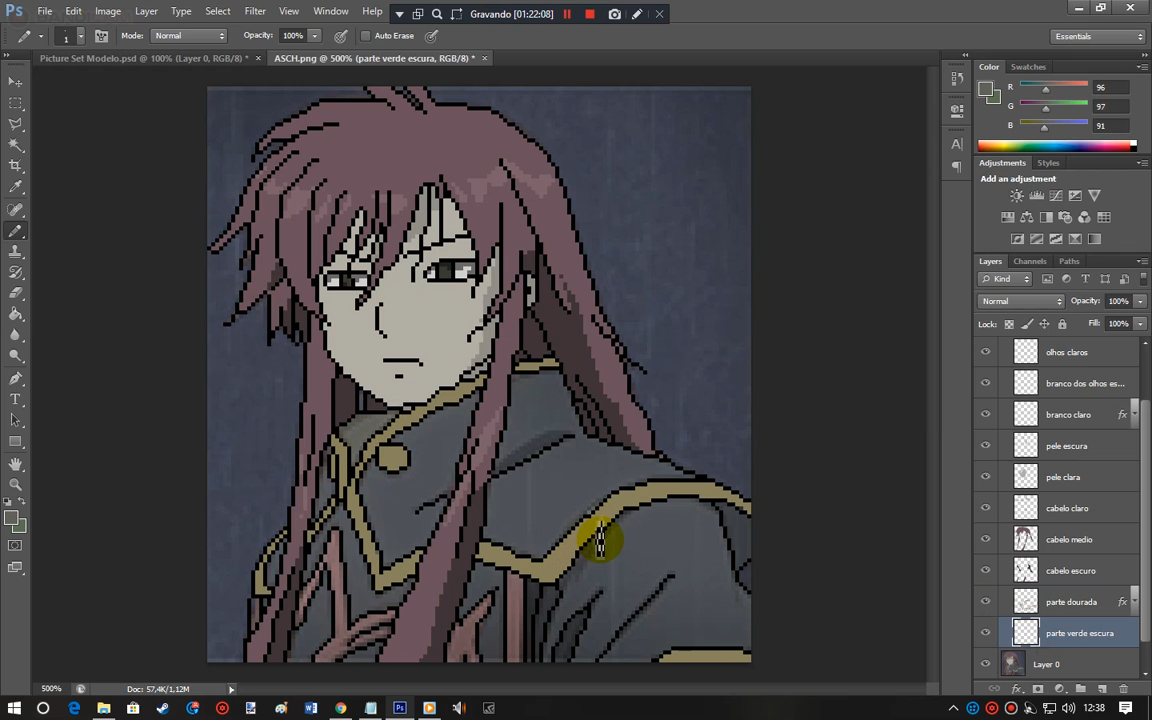 Ps File Edit Image Layer Type Select Filter View Window Help
Gravando [01:22:08]
1 Mode: Normal Opacity: 100% Auto Erase Essentials
Picture Set Modelo.psd @ 100% (Layer 0, RGB/8) * × ASCH.png @ 500% (parte verde escura, RGB/8) * ×
Color Swatches
R 96
G 97
B 91
Adjustments Styles
Add an adjustment
Layers Channels Paths
Kind
Normal Opacity: 100%
Lock: Fill: 100%
olhos claros
branco dos olhos es...
branco claro fx
pele escura
pele clara
cabelo claro
cabelo medio
cabelo escuro
parte dourada fx
parte verde escura
Layer 0
500% Doc: 57,4K/1,12M
12:38